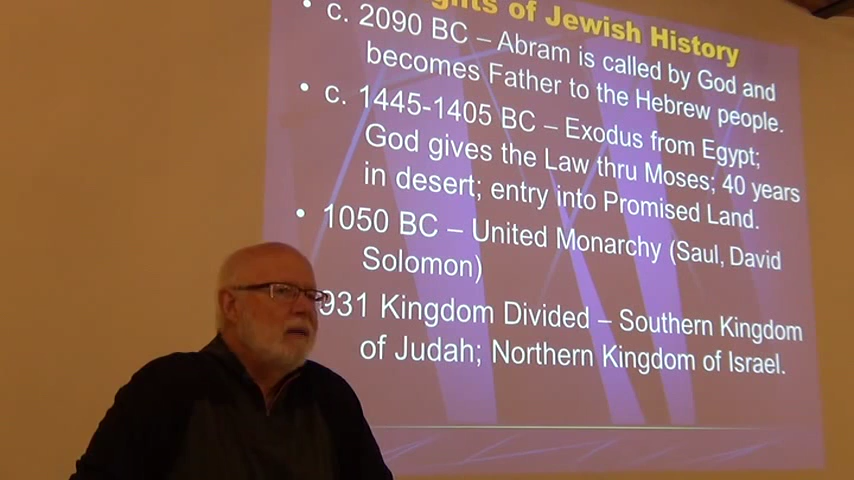 ghts of Jewish History
• c. 2090 BC – Abram is called by God and
becomes Father to the Hebrew people.
• c. 1445-1405 BC – Exodus from Egypt;
God gives the Law thru Moses; 40 years
in desert; entry into Promised Land.
• 1050 BC – United Monarchy (Saul, David
Solomon)
931 Kingdom Divided – Southern Kingdom
of Judah; Northern Kingdom of Israel.